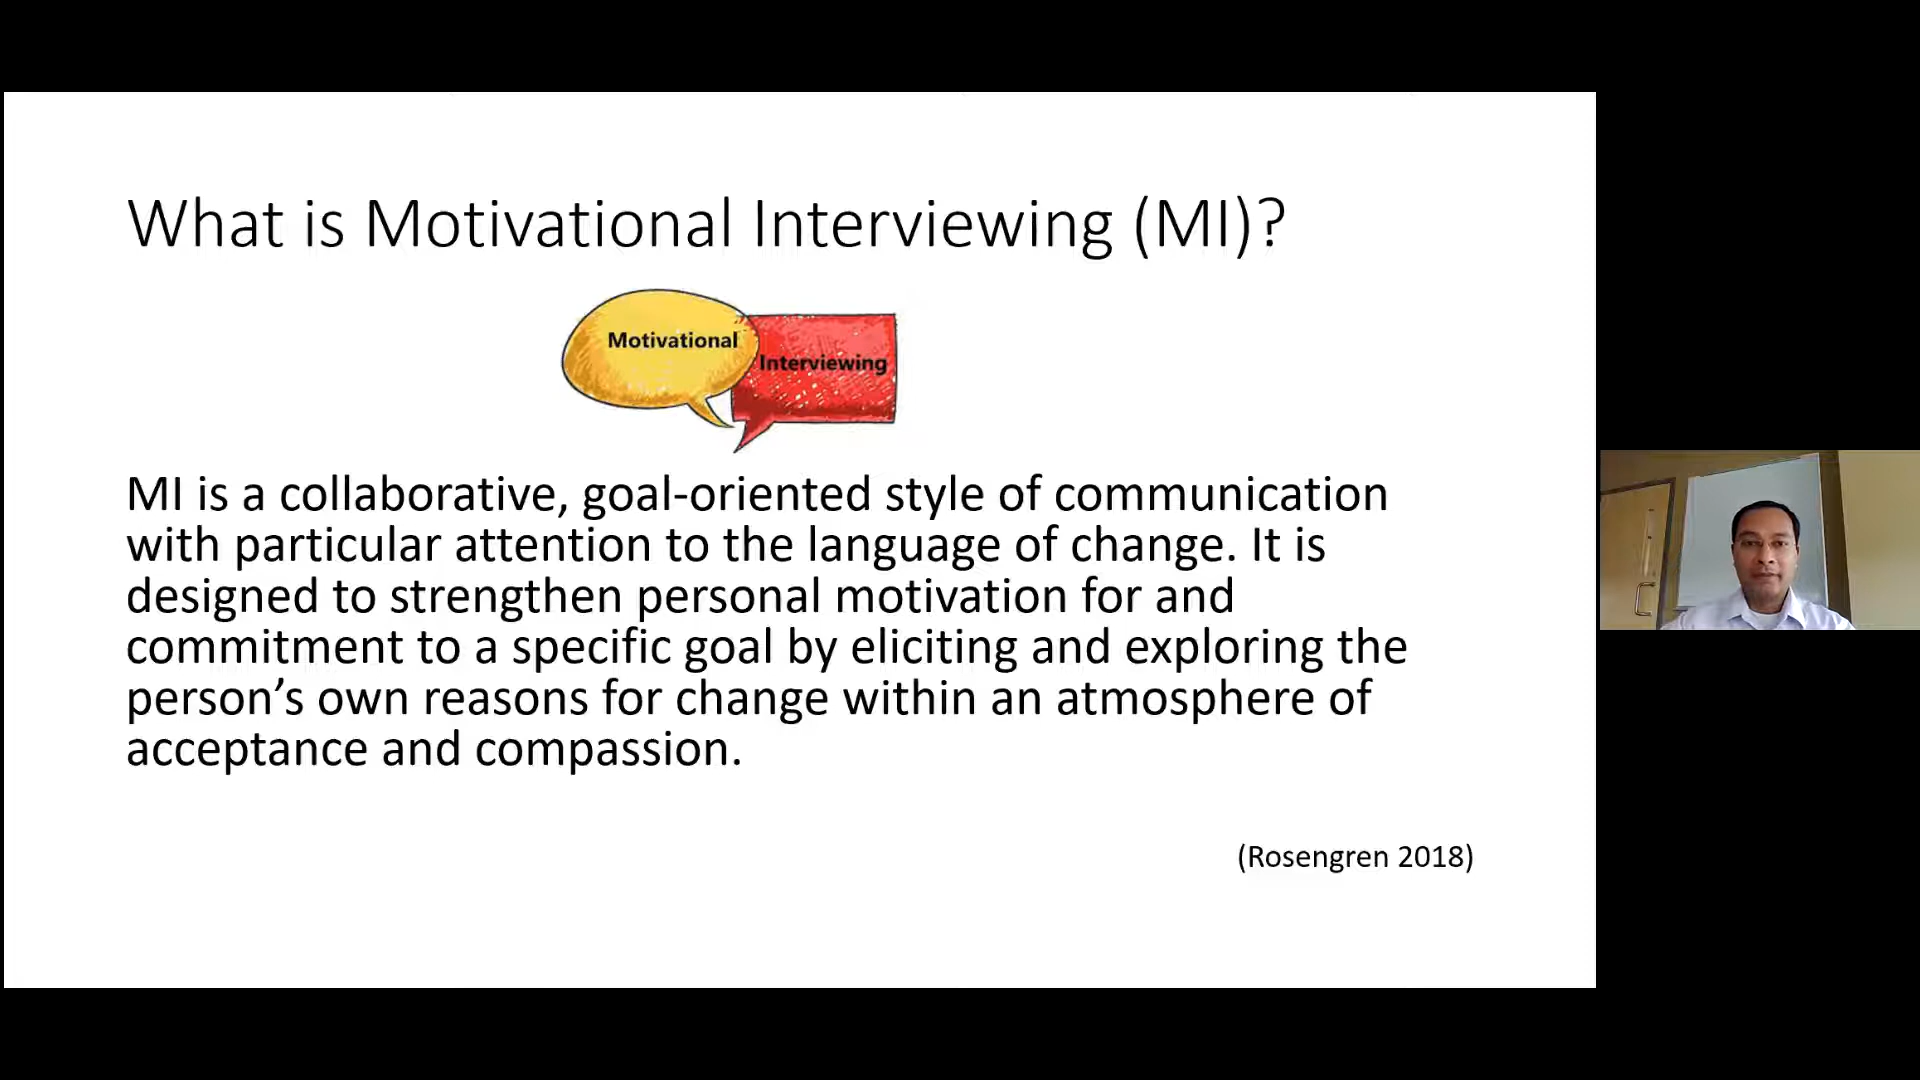 What is Motivational Interviewing (MI)?
Motivational
Interviewing
MI is a collaborative, goal-oriented style of communication
with particular attention to the language of change. It is
designed to strengthen personal motivation for and
commitment to a specific goal by eliciting and exploring the
person’s own reasons for change within an atmosphere of
acceptance and compassion.
(Rosengren 2018)